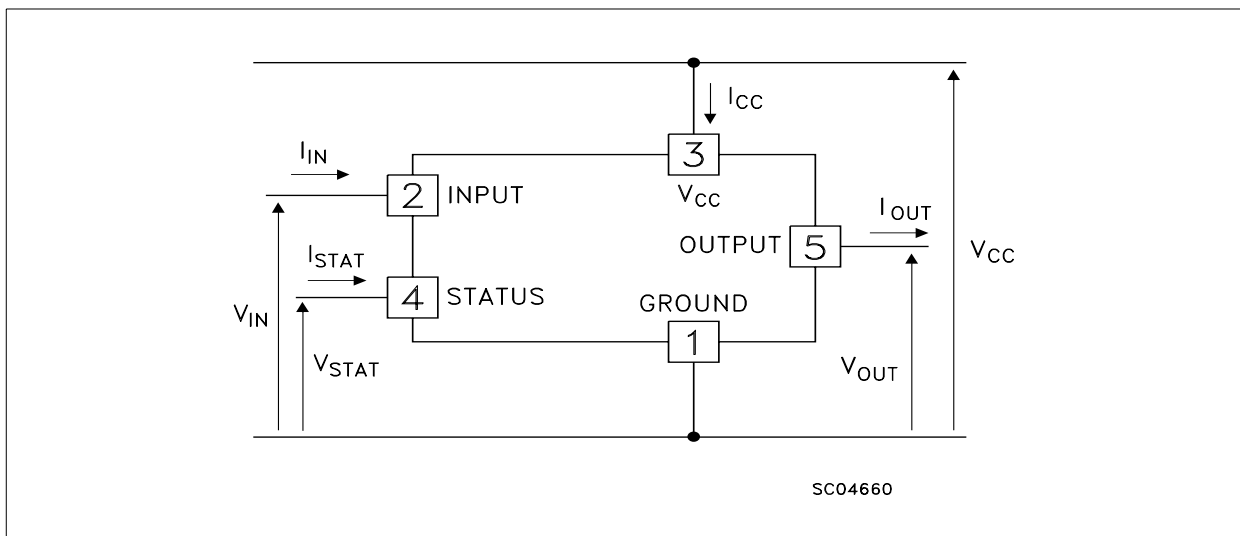 I_CC
3
V_CC
I_IN
2 INPUT
I_OUT
OUTPUT 5
V_CC
I_STAT
4 STATUS
GROUND
V_IN
1
V_STAT
V_OUT
SC04660